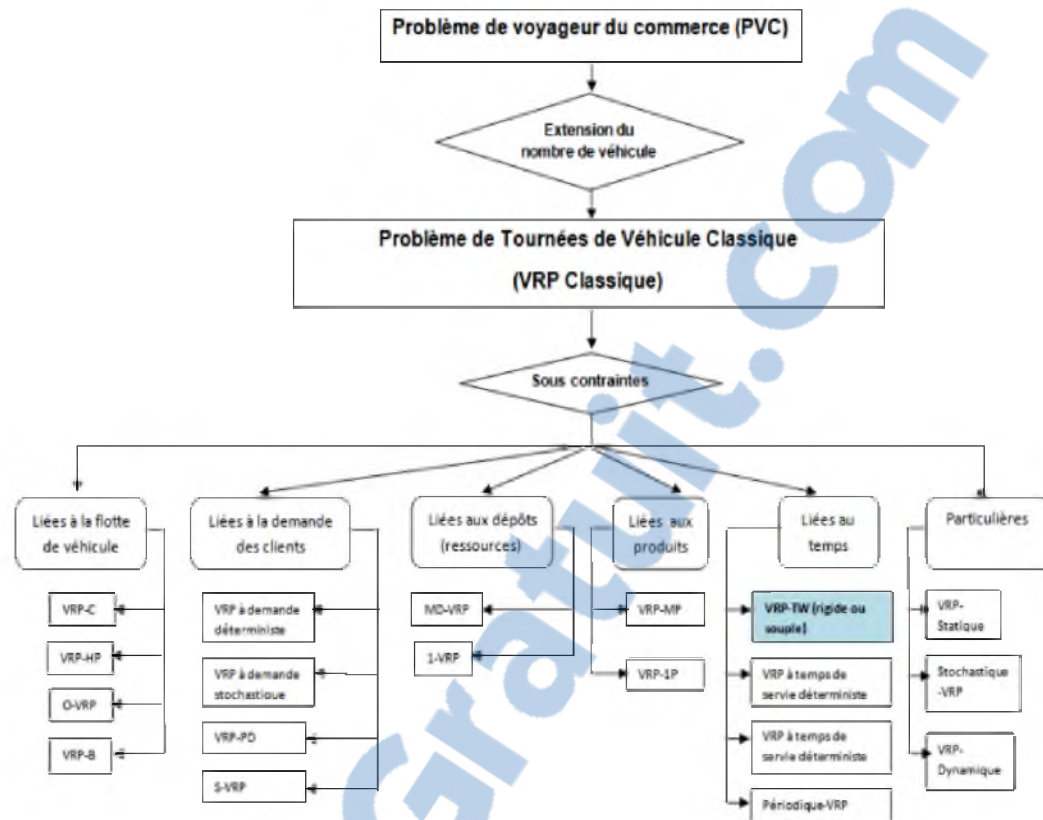 Problème de voyageur du commerce (PVC)
Extension du
nombre de véhicule
Problème de Tournées de Véhicule Classique
(VRP Classique)
Sous contraintes
Liées à la flotte
de véhicule
VRP-C
VRP-HP
O-VRP
VRP-B
Liées à la demande
des clients
VRP à demande
déterministe
VRP à demande
stochastique
VRP-PD
S-VRP
Liées aux dépôts
(ressources)
MD-VRP
1-VRP
Liées aux
produits
VRP-MP
VRP-1P
Liées au
temps
VRP-TW (rigide ou
souple)
VRP à temps de
servie déterministe
VRP à temps de
servie déterministe
Périodique-VRP
Particulières
VRP-
Statique
Stochastique
-VRP
VRP-
Dynamique
Gratuit.com